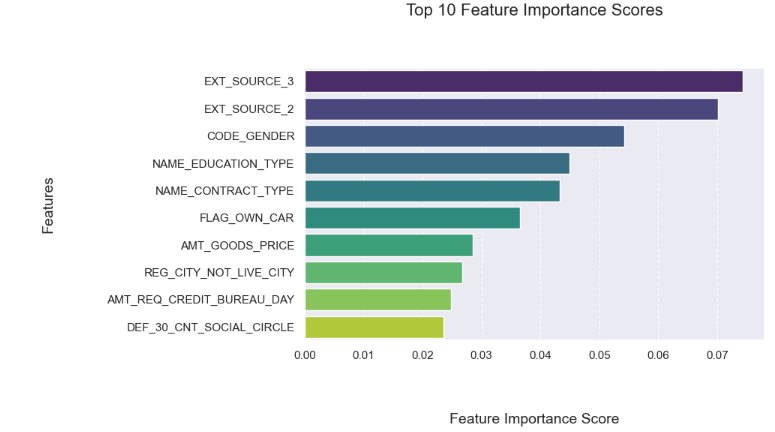 Top 10 Feature Importance Scores
EXT_SOURCE_3
EXT_SOURCE_2
CODE_GENDER
NAME_EDUCATION_TYPE
NAME_CONTRACT_TYPE
FLAG_OWN_CAR
AMT_GOODS_PRICE
REG_CITY_NOT_LIVE_CITY
AMT_REQ_CREDIT_BUREAU_DAY
DEF_30_CNT_SOCIAL_CIRCLE
Features
0.00 0.01 0.02 0.03 0.04 0.05 0.06 0.07
Feature Importance Score